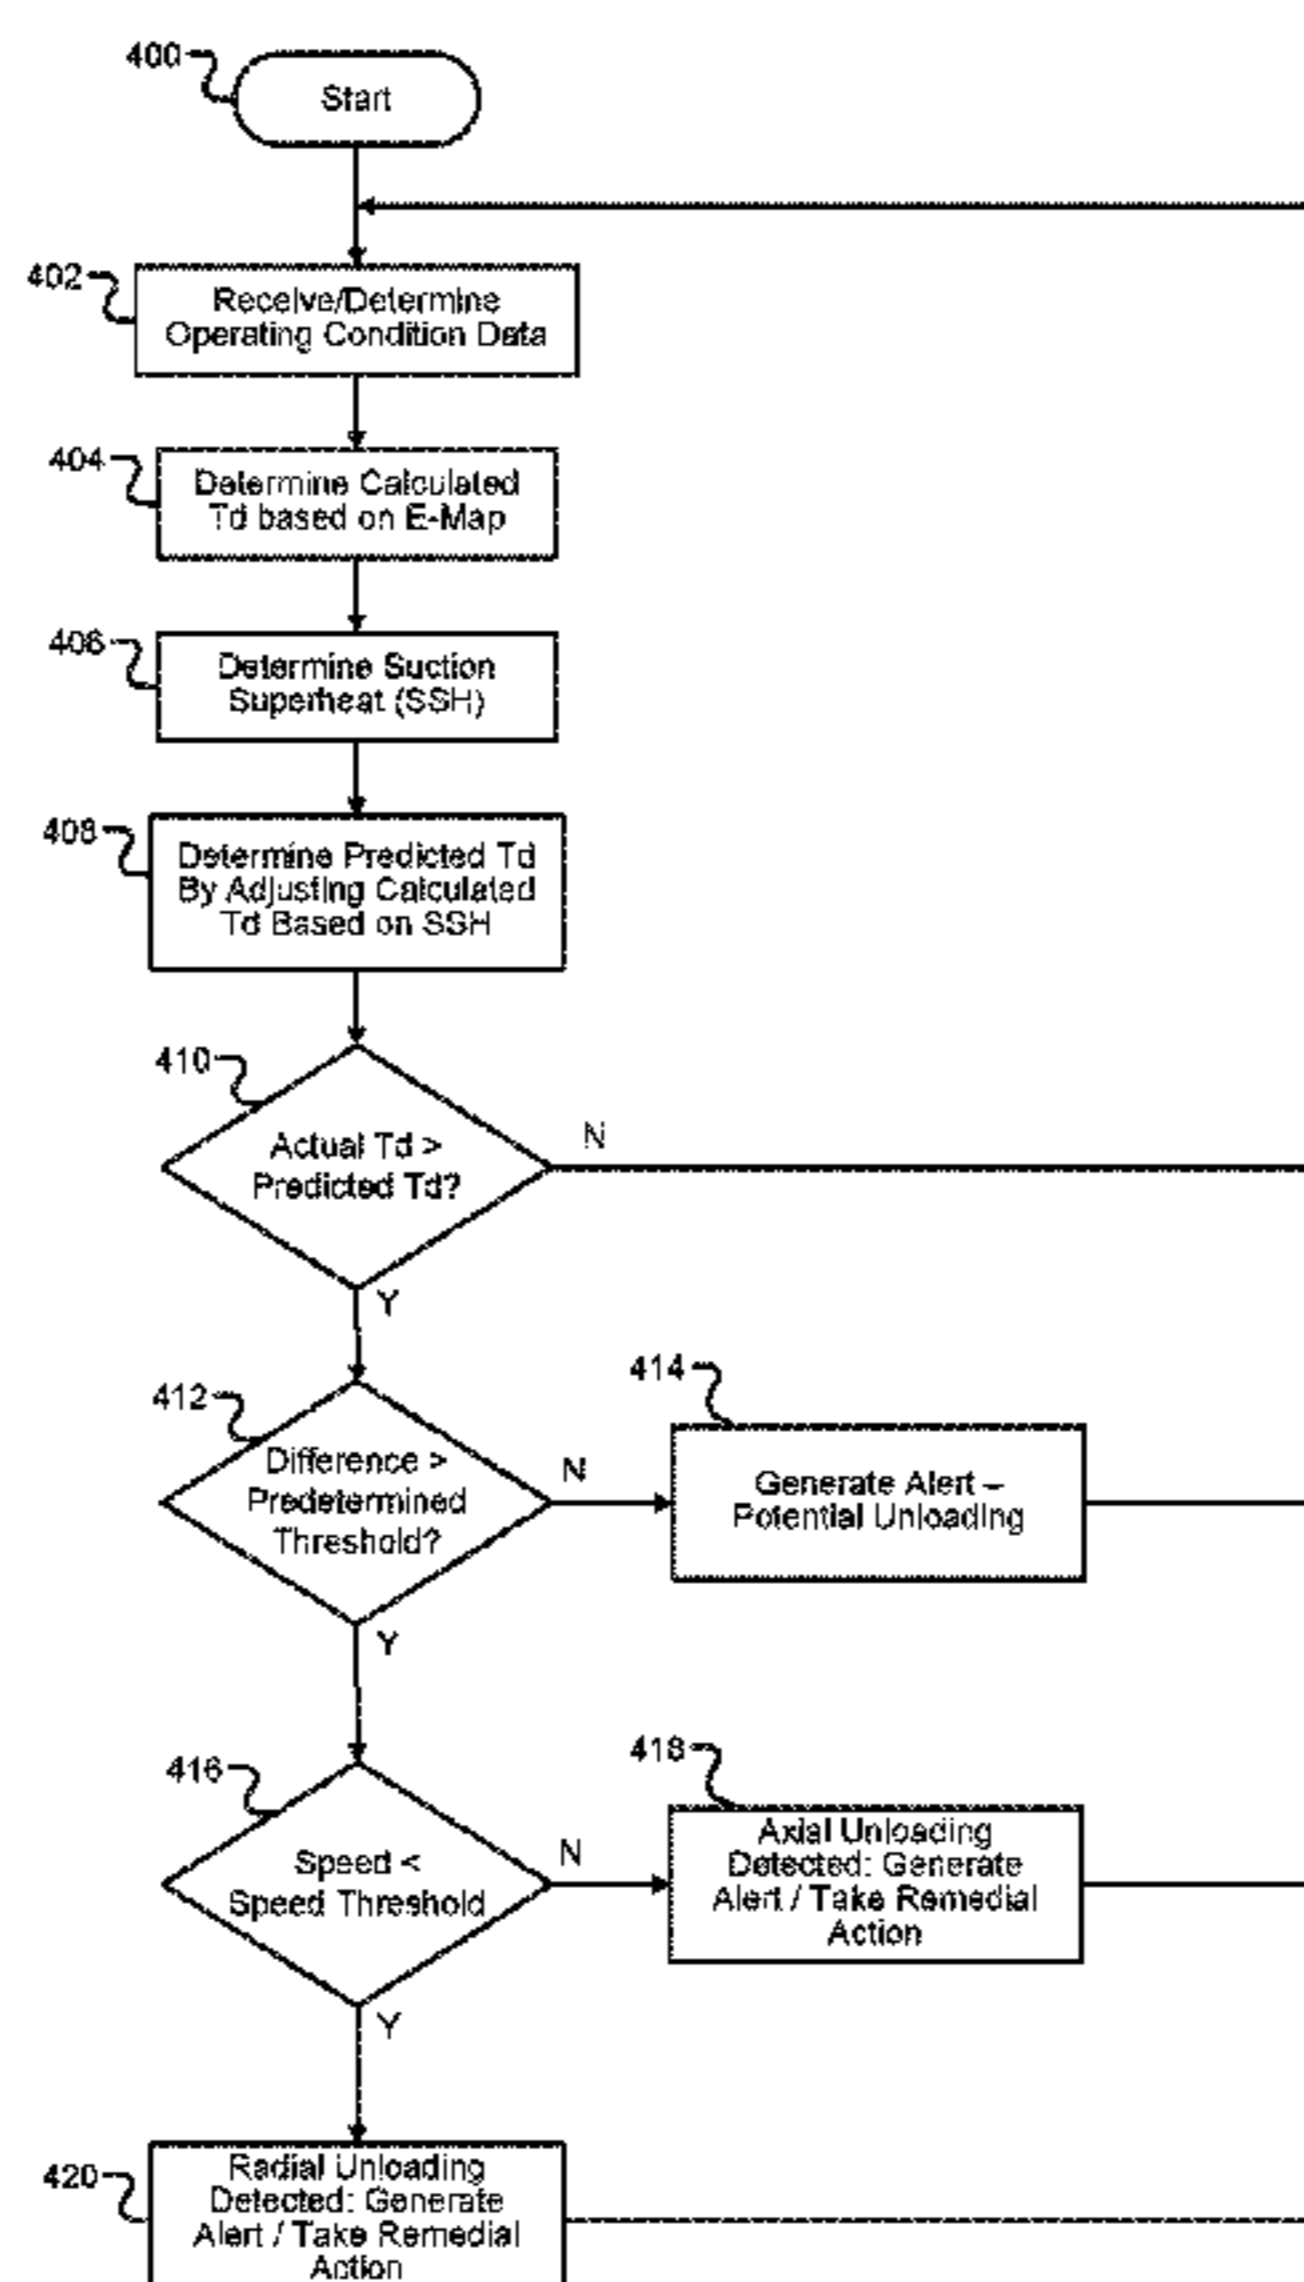 400
Start
402
Receive/Determine
Operating Condition Data
404
Determine Calculated
Td based on E-Map
406
Determine Suction
Superheat (SSH)
408
Determine Predicted Td
By Adjusting Calculated
Td Based on SSH
410
Actual Td >
Predicted Td?
N
Y
412
Difference >
Predetermined
Threshold?
N
Y
414
Generate Alert –
Potential Unloading
416
Speed <
Speed Threshold
N
Y
418
Axial Unloading
Detected: Generate
Alert / Take Remedial
Action
420
Radial Unloading
Detected: Generate
Alert / Take Remedial
Action